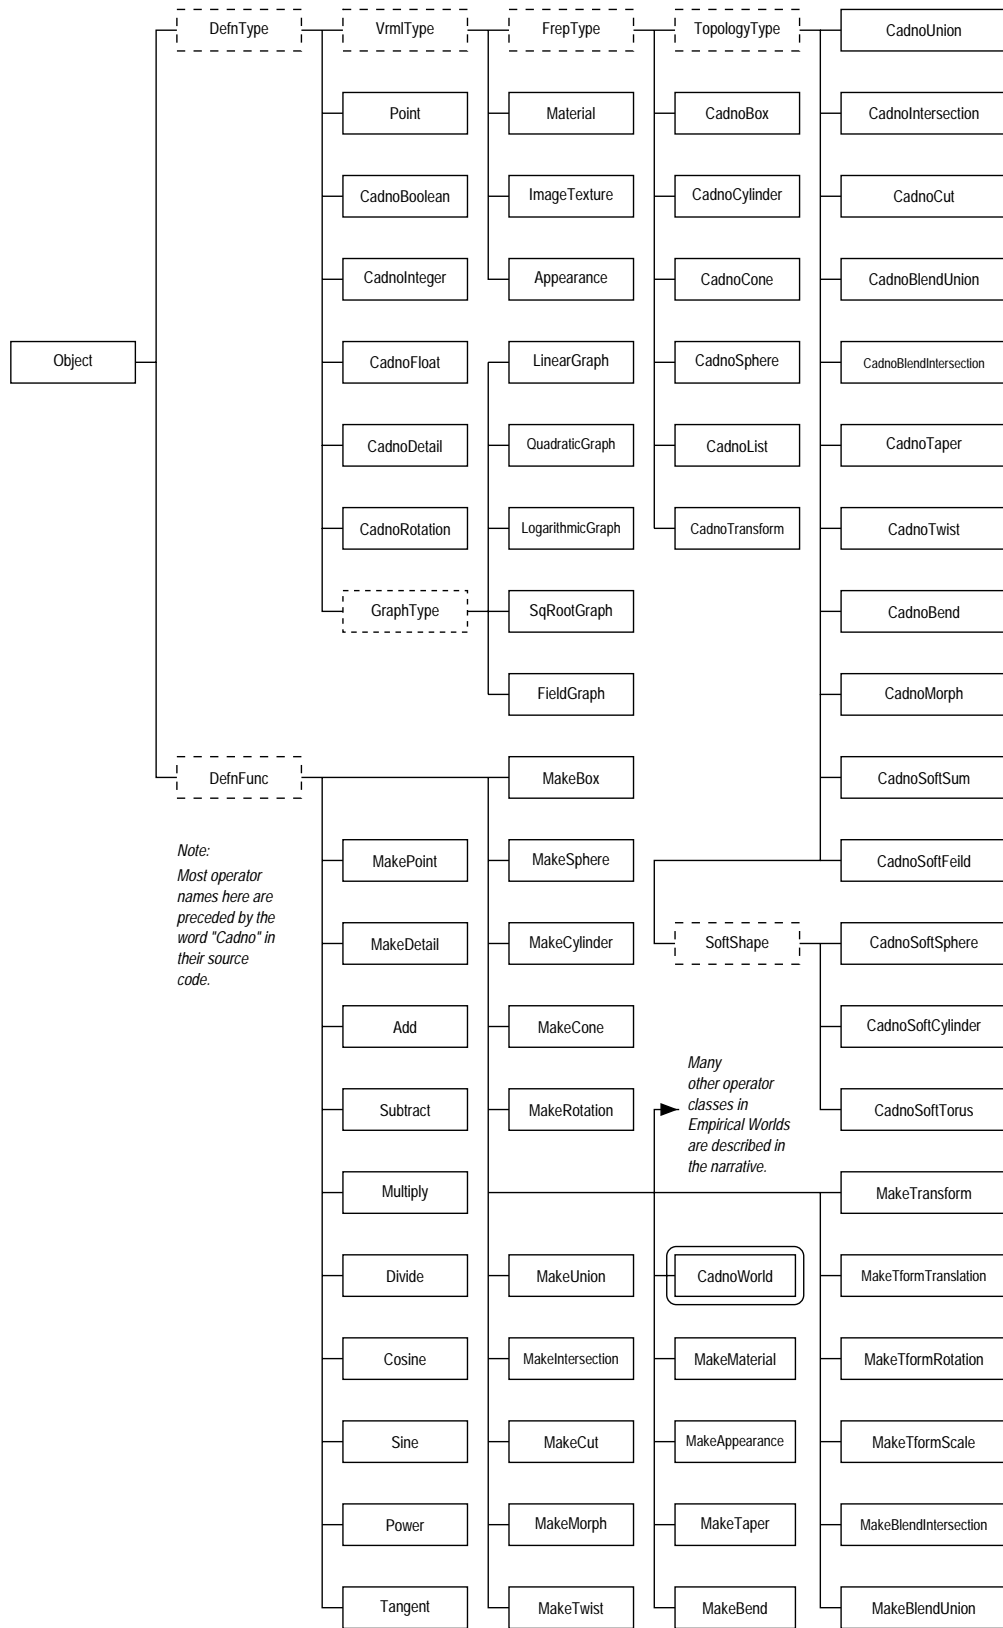 DefnType VrmlType FrepType TopologyType CadnoUnion
Point Material CadnoBox CadnoIntersection
CadnoBoolean ImageTexture CadnoCylinder CadnoCut
CadnoInteger Appearance CadnoCone CadnoBlendUnion
Object CadnoFloat LinearGraph CadnoSphere CadnoBlendIntersection
CadnoDetail QuadraticGraph CadnoList CadnoTaper
CadnoRotation LogarithmicGraph CadnoTransform CadnoTwist
GraphType SqRootGraph CadnoBend
FieldGraph CadnoMorph
DefnFunc MakeBox CadnoSoftSum
Note:
Most operator
names here are
preceded by the
word "Cadno" in
their source
code.
MakePoint MakeSphere CadnoSoftFeild
MakeDetail MakeCylinder SoftShape CadnoSoftSphere
Add MakeCone CadnoSoftCylinder
Many
other operator
classes in
Empirical Worlds
are described in
the narrative.
Subtract MakeRotation CadnoSoftTorus
Multiply MakeTransform
Divide MakeUnion CadnoWorld MakeTformTranslation
Cosine MakeIntersection MakeMaterial MakeTformRotation
Sine MakeCut MakeAppearance MakeTformScale
Power MakeMorph MakeTaper MakeBlendIntersection
Tangent MakeTwist MakeBend MakeBlendUnion